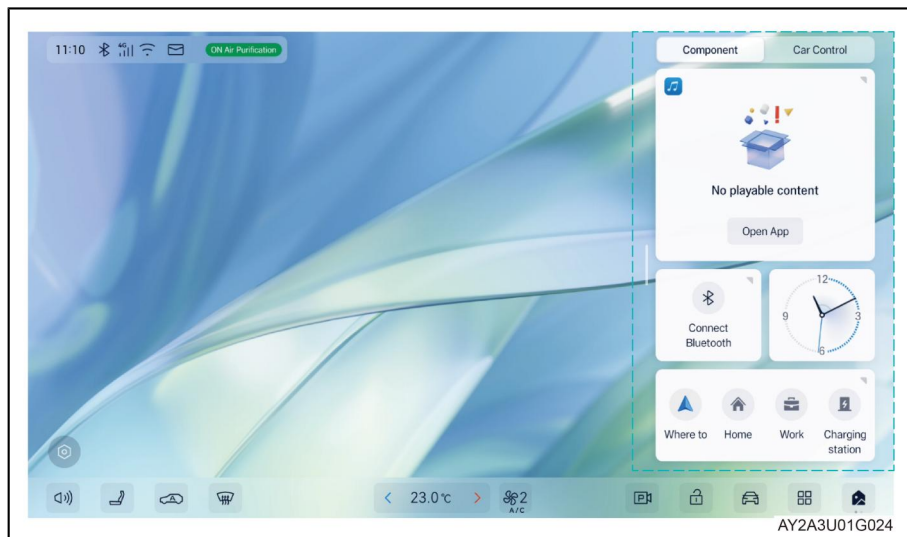 11:10 4G ON Air Purification
Component Car Control
No playable content
Open App
12
9 3
6
Connect
Bluetooth
Where to Home Work Charging
station
A
< 23.0 °C > 2
A/C
P
AY2A3U01G024